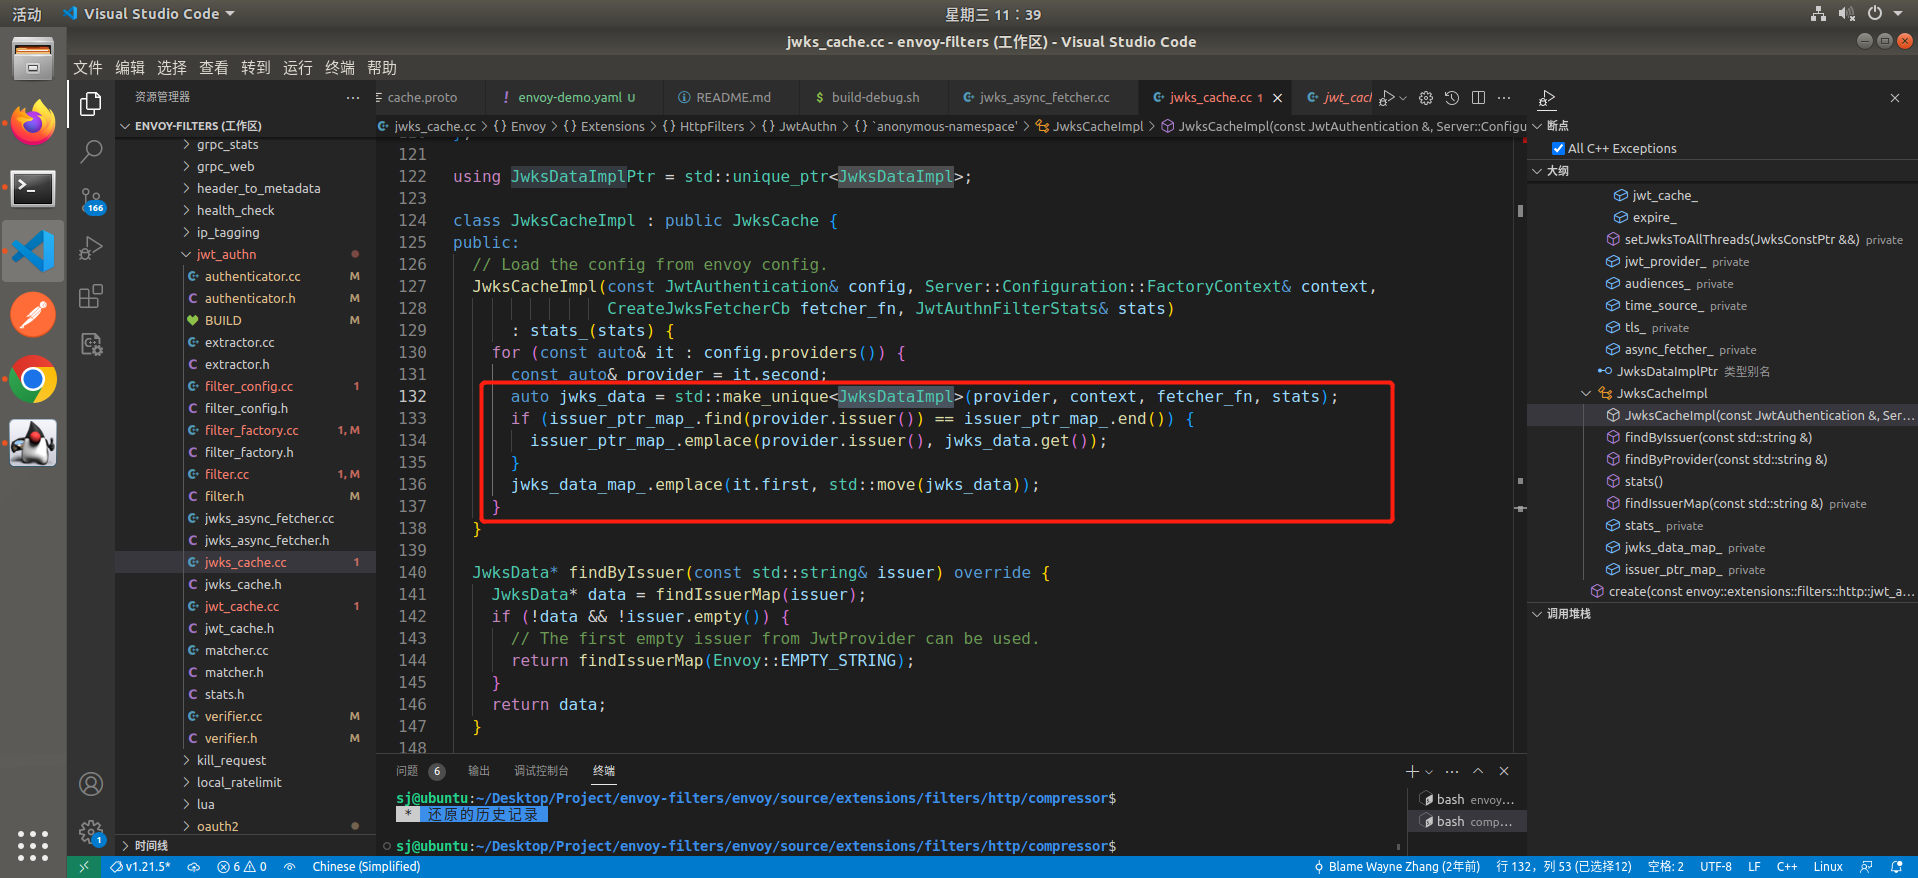 活动 Visual Studio Code 星期三 11：39
jwks_cache.cc - envoy-filters (工作区) - Visual Studio Code
文件 编辑 选择 查看 转到 运行 终端 帮助
资源管理器 ···
ENVOY-FILTERS (工作区)
grpc_stats
grpc_web
header_to_metadata
health_check
ip_tagging
jwt_authn
authenticator.cc M
authenticator.h M
BUILD M
extractor.cc
extractor.h
filter_config.cc 1
filter_config.h
filter_factory.cc 1, M
filter_factory.h
filter.cc 1, M
filter.h M
jwks_async_fetcher.cc
jwks_async_fetcher.h
jwks_cache.cc 1
jwks_cache.h
jwt_cache.cc 1
jwt_cache.h
matcher.cc
matcher.h
stats.h
verifier.cc M
verifier.h M
kill_request
local_ratelimit
lua
oauth2
时间线
166
1
cache.proto ! envoy-demo.yaml U README.md $ build-debug.sh jwks_async_fetcher.cc jwks_cache.cc 1 jwt_cacl
jwks_cache.cc > {} Envoy > {} Extensions > {} HttpFilters > {} JwtAuthn > {} `anonymous-namespace' > JwksCacheImpl > JwksCacheImpl(const JwtAuthentication &, Server::Configu
121
122 using JwksDataImplPtr = std::unique_ptr<JwksDataImpl>;
123
124 class JwksCacheImpl : public JwksCache {
125 public:
126 // Load the config from envoy config.
127 JwksCacheImpl(const JwtAuthentication& config, Server::Configuration::FactoryContext& context,
128 CreateJwksFetcherCb fetcher_fn, JwtAuthnFilterStats& stats)
129 : stats_(stats) {
130 for (const auto& it : config.providers()) {
131 const auto& provider = it.second;
132 auto jwks_data = std::make_unique<JwksDataImpl>(provider, context, fetcher_fn, stats);
133 if (issuer_ptr_map_.find(provider.issuer()) == issuer_ptr_map_.end()) {
134 issuer_ptr_map_.emplace(provider.issuer(), jwks_data.get());
135 }
136 jwks_data_map_.emplace(it.first, std::move(jwks_data));
137 }
138 }
139
140 JwksData* findByIssuer(const std::string& issuer) override {
141 JwksData* data = findIssuerMap(issuer);
142 if (!data && !issuer.empty()) {
143 // The first empty issuer from JwtProvider can be used.
144 return findIssuerMap(Envoy::EMPTY_STRING);
145 }
146 return data;
147 }
148
问题 6 输出 调试控制台 终端
sj@ubuntu:~/Desktop/Project/envoy-filters/envoy/source/extensions/filters/http/compressor$
* 还原的历史记录
sj@ubuntu:~/Desktop/Project/envoy-filters/envoy/source/extensions/filters/http/compressor$
bash envoy...
bash comp...
断点
All C++ Exceptions
大纲
jwt_cache_
expire_
setJwksToAllThreads(JwksConstPtr &&) private
jwt_provider_ private
audiences_ private
time_source_ private
tls_ private
async_fetcher_ private
JwksDataImplPtr 类型别名
JwksCacheImpl
JwksCacheImpl(const JwtAuthentication &, Ser...
findByIssuer(const std::string &)
findByProvider(const std::string &)
stats()
findIssuerMap(const std::string &) private
stats_ private
jwks_data_map_ private
issuer_ptr_map_ private
create(const envoy::extensions::filters::http::jwt_a...
调用堆栈
v1.21.5* 6 0 Chinese (Simplified) Blame Wayne Zhang (2年前) 行 132，列 53 (已选择12) 空格: 2 UTF-8 LF C++ Linux